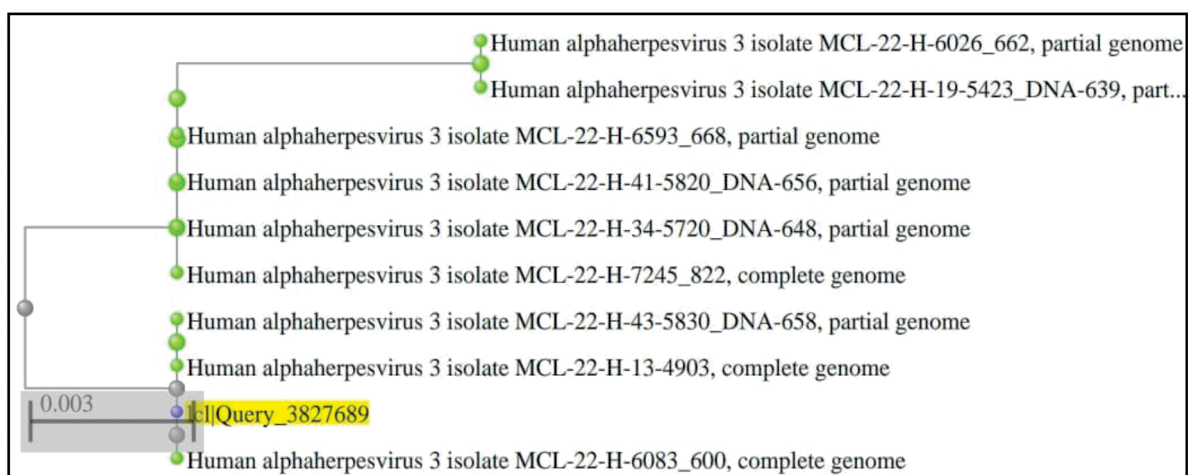 Human alphaherpesvirus 3 isolate MCL-22-H-6026_662, partial genome
Human alphaherpesvirus 3 isolate MCL-22-H-19-5423_DNA-639, part...
Human alphaherpesvirus 3 isolate MCL-22-H-6593_668, partial genome
Human alphaherpesvirus 3 isolate MCL-22-H-41-5820_DNA-656, partial genome
Human alphaherpesvirus 3 isolate MCL-22-H-34-5720_DNA-648, partial genome
Human alphaherpesvirus 3 isolate MCL-22-H-7245_822, complete genome
Human alphaherpesvirus 3 isolate MCL-22-H-43-5830_DNA-658, partial genome
Human alphaherpesvirus 3 isolate MCL-22-H-13-4903, complete genome
0.003
lcl|Query_3827689
Human alphaherpesvirus 3 isolate MCL-22-H-6083_600, complete genome